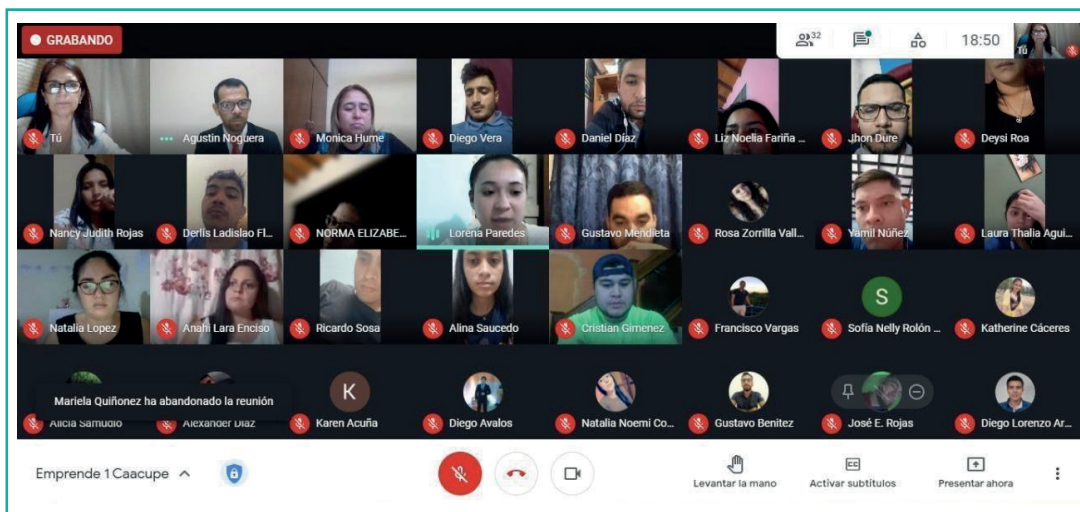 GRABANDO
32
18:50
Tú
Tú
Agustin Noguera
Monica Hume
Diego Vera
Daniel Díaz
Liz Noelia Fariña ...
Jhon Dure
Deysi Roa
Nancy Judith Rojas
Derlis Ladislao Fl...
NORMA ELIZABE...
Lorena Paredes
Gustavo Mendieta
Rosa Zorrilla Vall...
Yamil Núñez
Laura Thalia Agui...
Natalia Lopez
Anahi Lara Enciso
Ricardo Sosa
Alina Saucedo
Cristian Gimenez
Francisco Vargas
S
Sofía Nelly Rolón ...
Katherine Cáceres
Mariela Quiñonez ha abandonado la reunión
Alicia Samudio
Alexander Diaz
K
Karen Acuña
Diego Avalos
Natalia Noemi Co...
Gustavo Benitez
José E. Rojas
Diego Lorenzo Ar...
Emprende 1 Caacupe
Levantar la mano
CC
Activar subtítulos
Presentar ahora